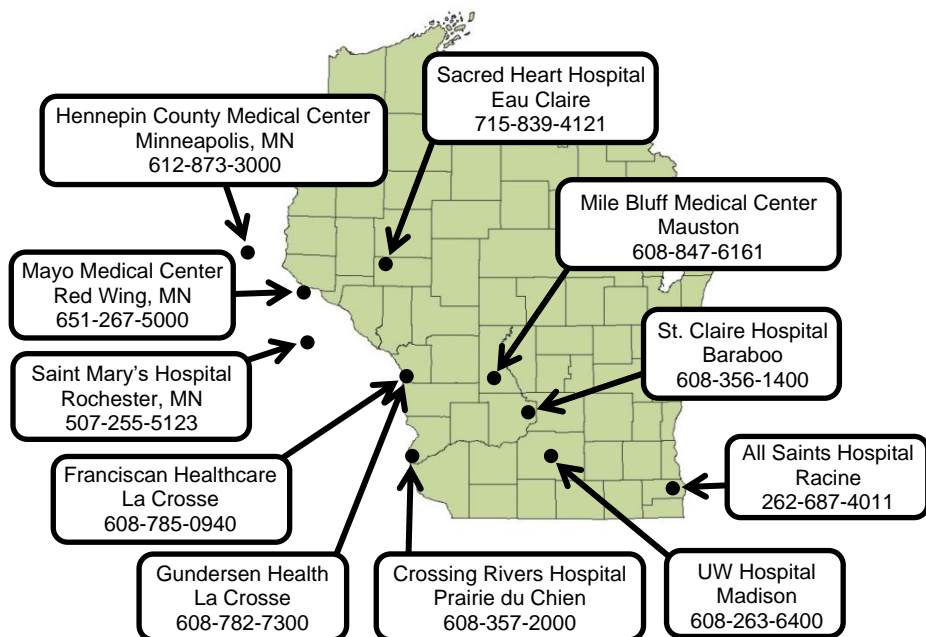 Sacred Heart Hospital
Eau Claire
715-839-4121
Hennepin County Medical Center
Minneapolis, MN
612-873-3000
Mile Bluff Medical Center
Mauston
608-847-6161
Mayo Medical Center
Red Wing, MN
651-267-5000
St. Claire Hospital
Baraboo
608-356-1400
Saint Mary's Hospital
Rochester, MN
507-255-5123
All Saints Hospital
Racine
262-687-4011
Franciscan Healthcare
La Crosse
608-785-0940
Gundersen Health
La Crosse
608-782-7300
Crossing Rivers Hospital
Prairie du Chien
608-357-2000
UW Hospital
Madison
608-263-6400